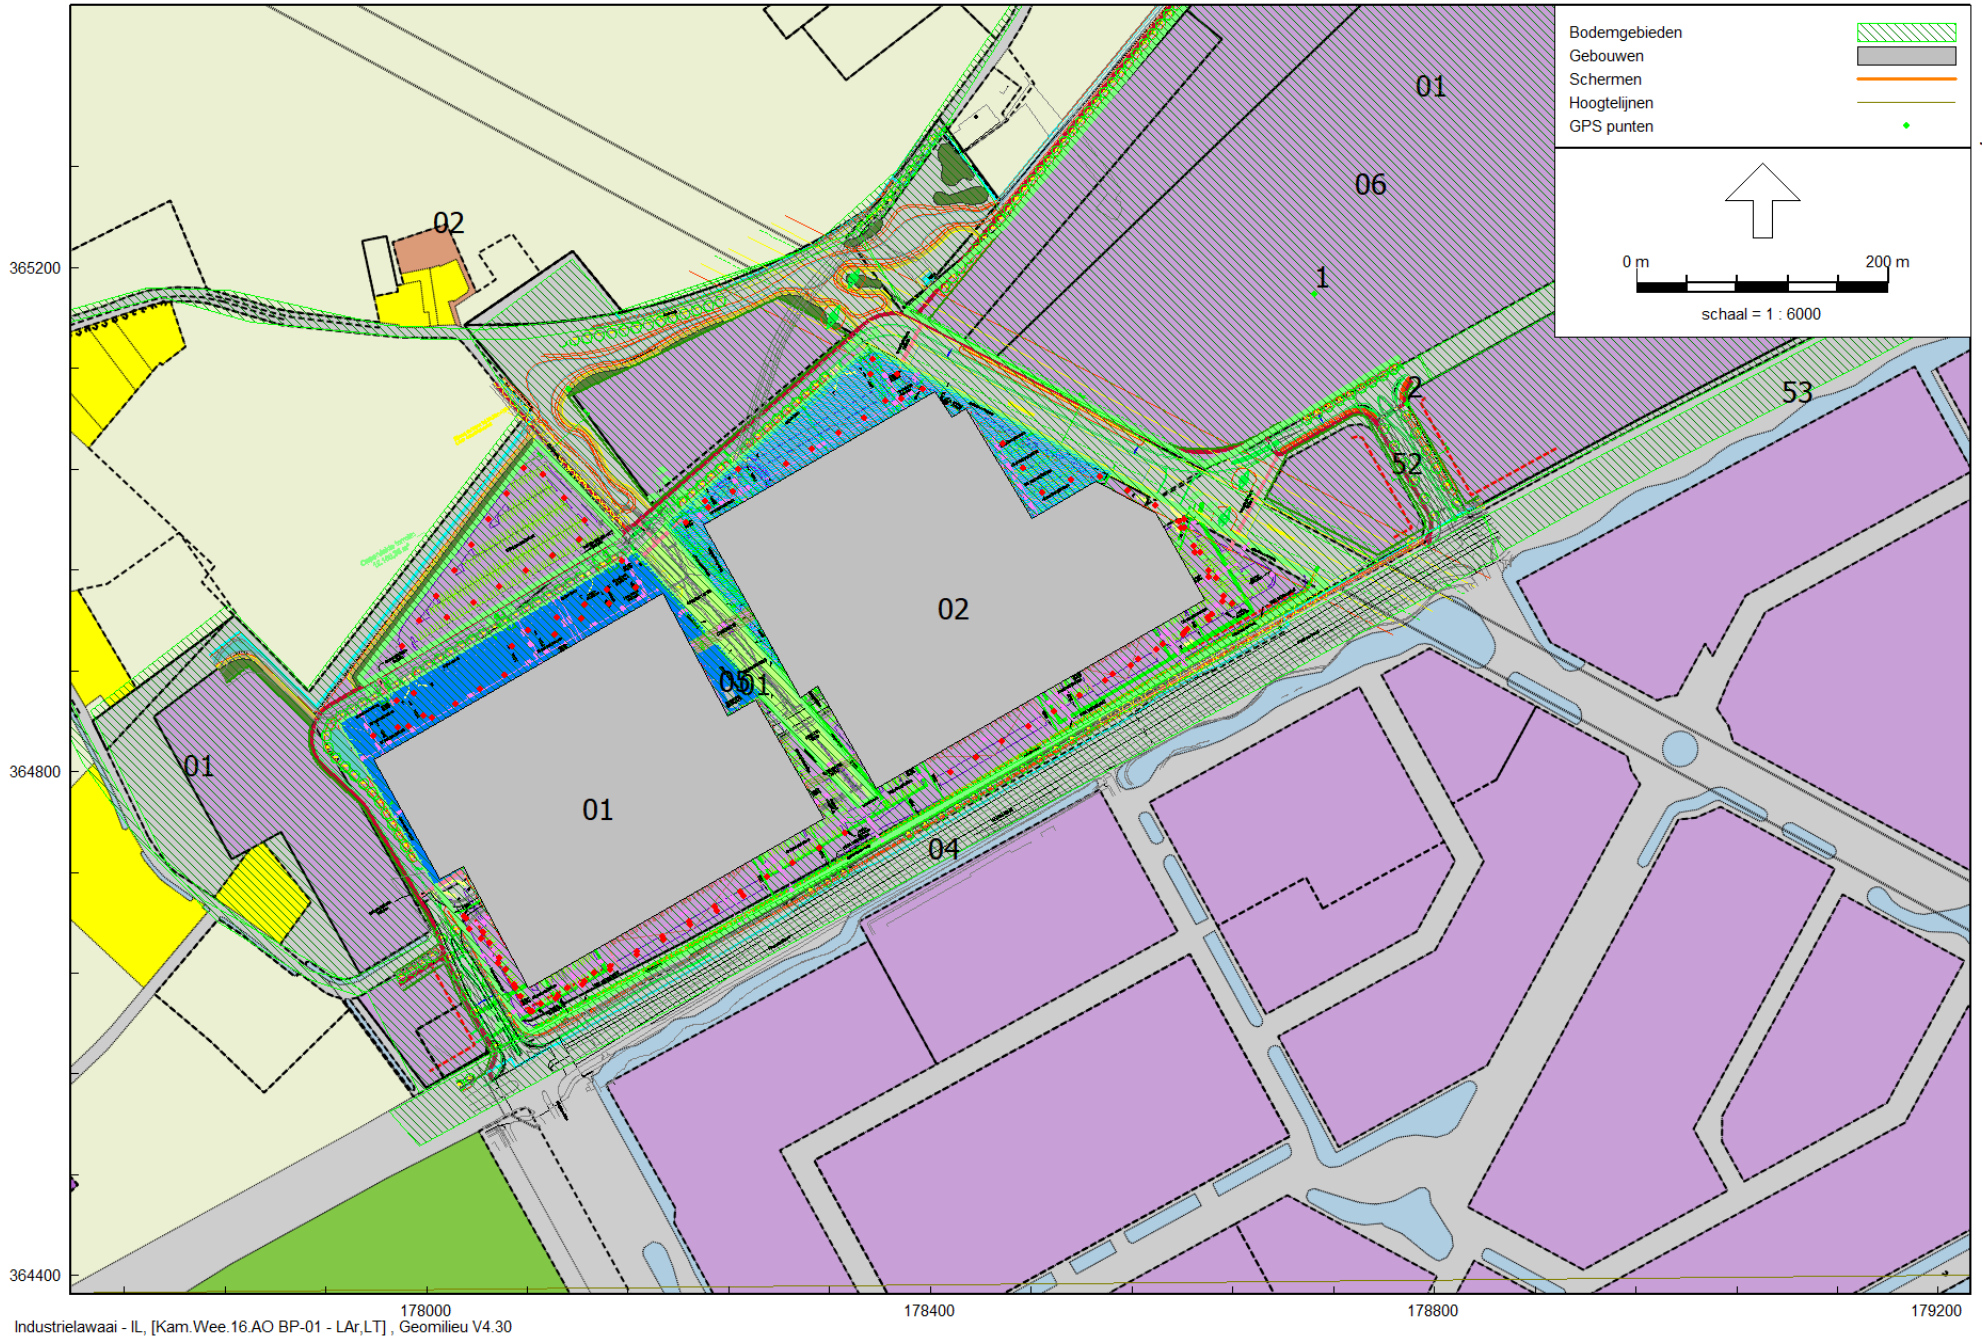 Bodemgebieden
Gebouwen
Schermen
Hoogtelijnen
GPS punten
0 m 200 m
schaal = 1 : 6000
01
06
02
1
2
53
52
02
05
01
01
01
04
365200
364800
364400
178000 178400 178800 179200
Industrielawaai - IL, [Kam.Wee.16.AO BP-01 - LAr,LT] , Geomilieu V4.30